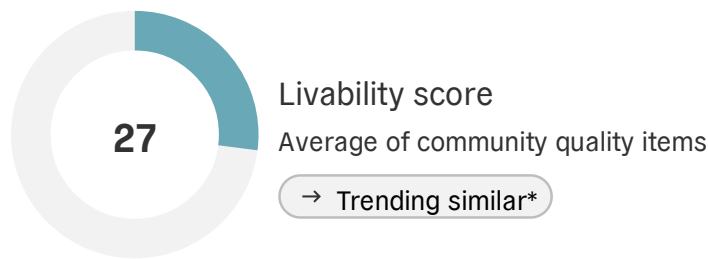 27
Livability score
Average of community quality items
→ Trending similar*